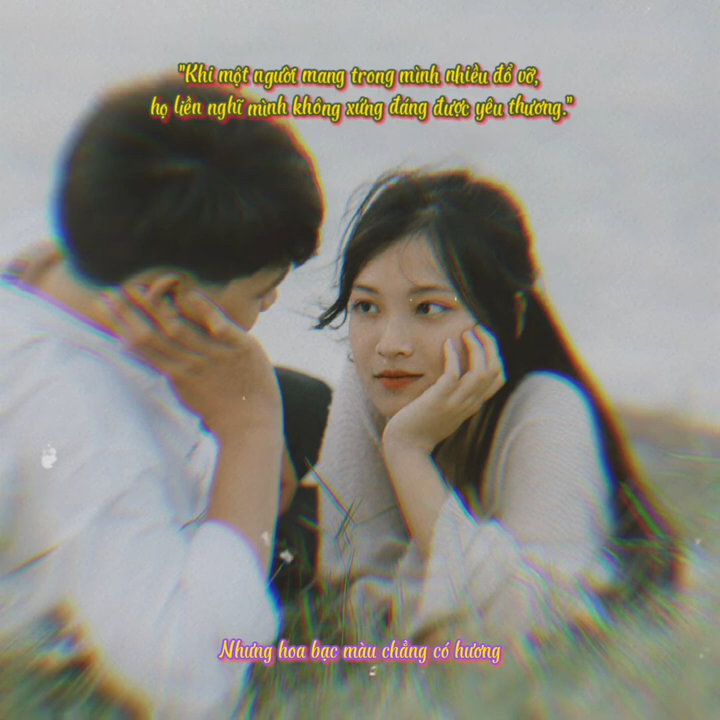 "Khi một người mang trong mình nhiều đổ vỡ,
họ liền nghĩ mình không xứng đáng được yêu thương."
Nhưng hoa bạc màu chẳng có hương